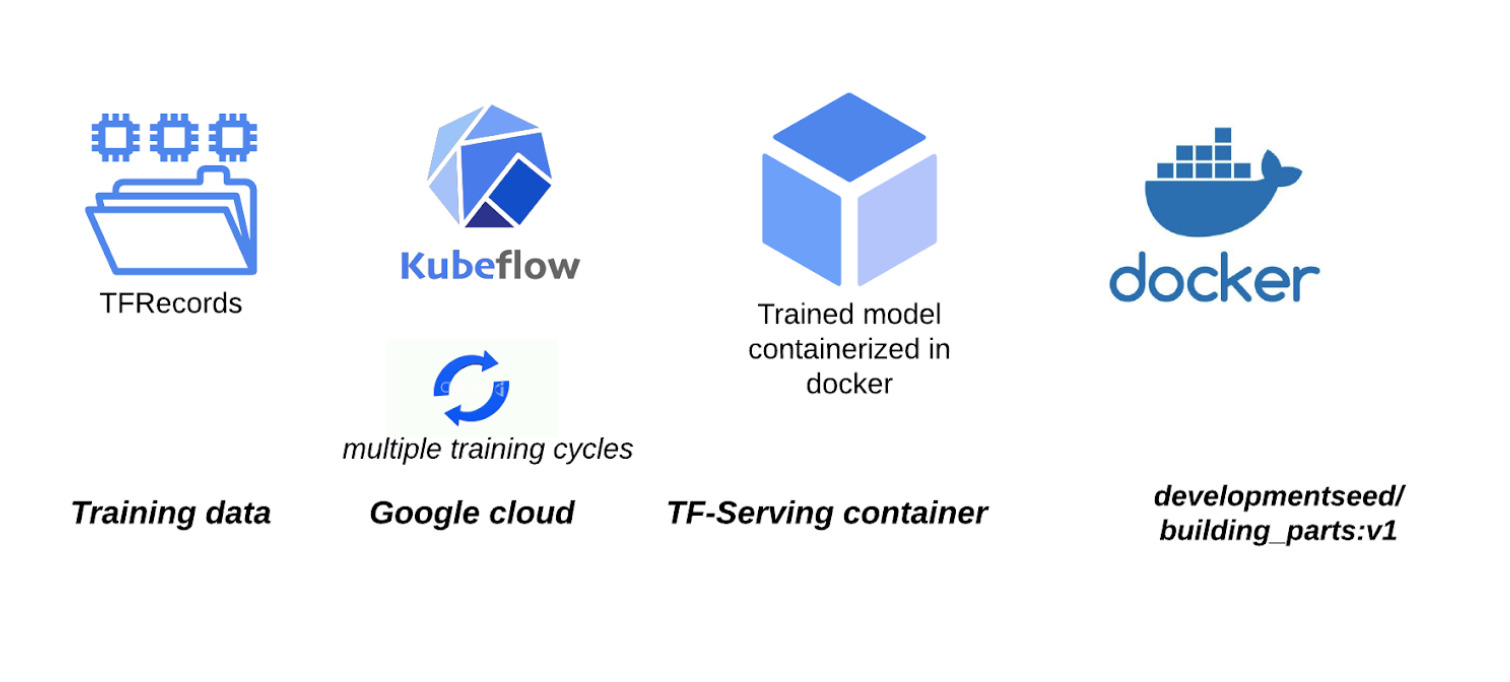 TFRecords
Kubeflow
Trained model
containerized in
docker
docker
multiple training cycles
Training data
Google cloud
TF-Serving container
developmentseed/
building_parts:v1